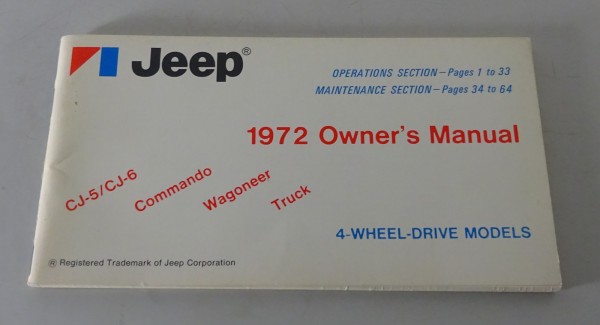 Jeep®
OPERATIONS SECTION—Pages 1 to 33
MAINTENANCE SECTION—Pages 34 to 64
1972 Owner's Manual
CJ-5/CJ-6
Commando
Wagoneer
Truck
4-WHEEL-DRIVE MODELS
® Registered Trademark of Jeep Corporation